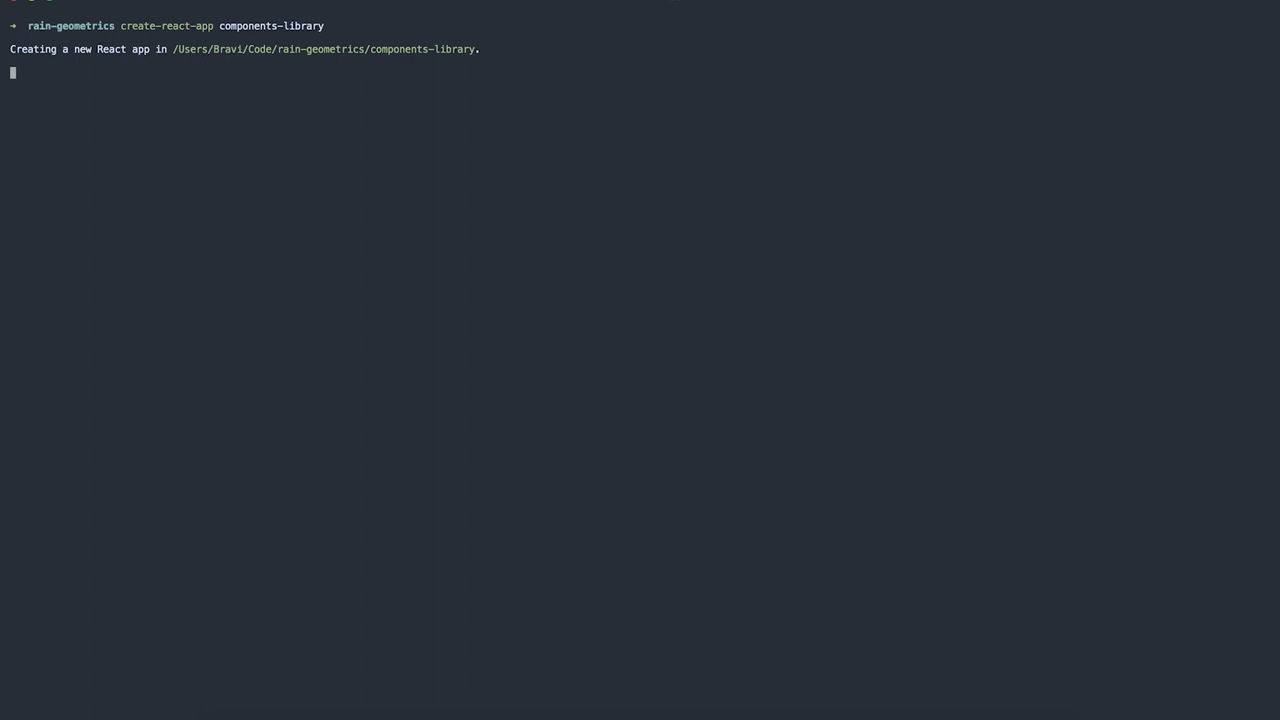 ➜ rain-geometrics create-react-app components-library
Creating a new React app in /Users/Bravi/Code/rain-geometrics/components-library.